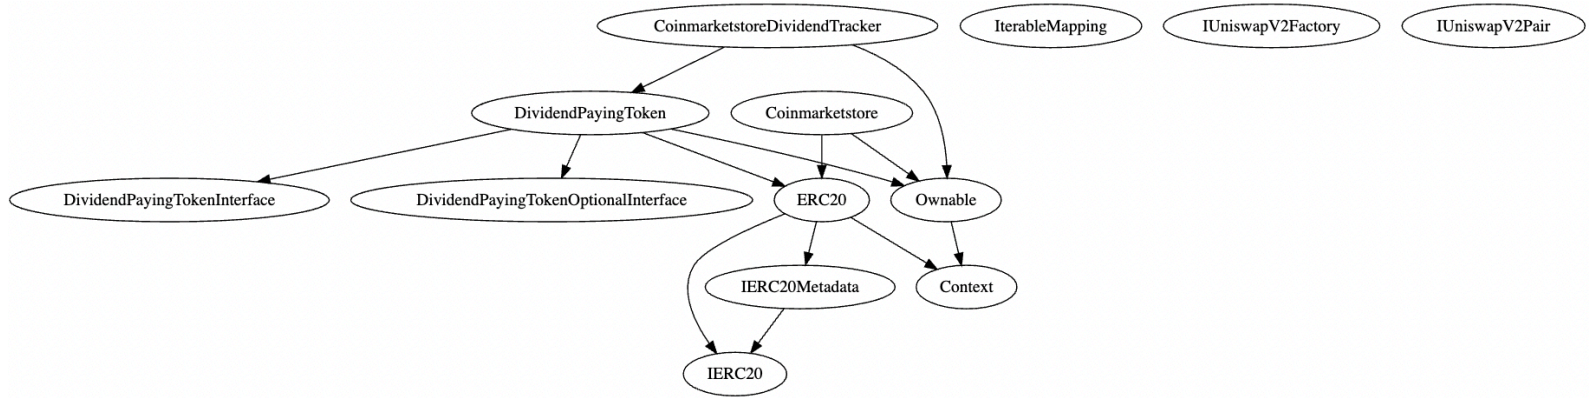 CoinmarketstoreDividendTracker
IterableMapping
IUniswapV2Factory
IUniswapV2Pair
DividendPayingToken
Coinmarketstore
DividendPayingTokenInterface
DividendPayingTokenOptionalInterface
ERC20
Ownable
IERC20Metadata
Context
IERC20